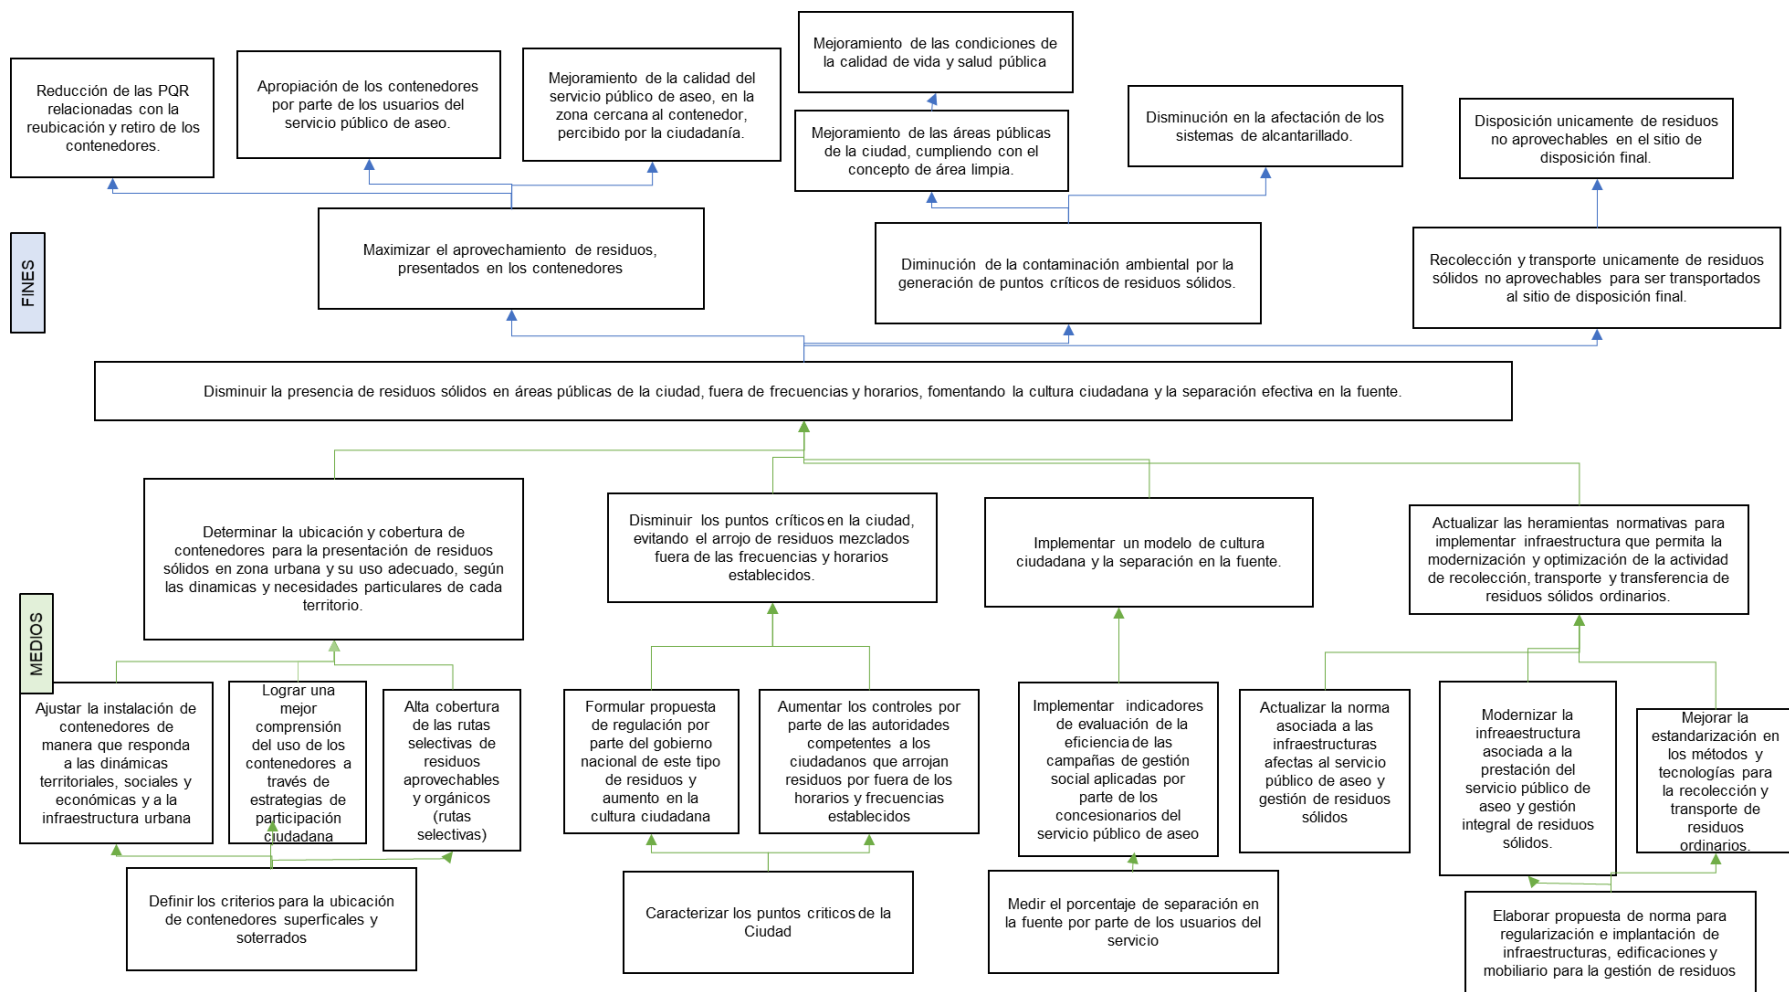 Mejoramiento de las condiciones de
la calidad de vida y salud pública
Reducción de las PQR
relacionadas con la
reubicación y retiro de los
contenedores.
Apropiación de los contenedores
por parte de los usuarios del
servicio público de aseo.
Mejoramiento de la calidad del
servicio público de aseo, en la
zona cercana al contenedor,
percibido por la ciudadanía.
Mejoramiento de las áreas públicas
de la ciudad, cumpliendo con el
concepto de área limpia.
Disminución en la afectación de los
sistemas de alcantarillado.
Disposición unicamente de residuos
no aprovechables en el sitio de
disposición final.
FINES
Maximizar el aprovechamiento de residuos,
presentados en los contenedores
Diminución de la contaminación ambiental por la
generación de puntos críticos de residuos sólidos.
Recolección y transporte unicamente de residuos
sólidos no aprovechables para ser transportados
al sitio de disposición final.
Disminuir la presencia de residuos sólidos en áreas públicas de la ciudad, fuera de frecuencias y horarios, fomentando la cultura ciudadana y la separación efectiva en la fuente.
Determinar la ubicación y cobertura de
contenedores para la presentación de residuos
sólidos en zona urbana y su uso adecuado, según
las dinamicas y necesidades particulares de cada
territorio.
Disminuir los puntos críticos en la ciudad,
evitando el arrojo de residuos mezclados
fuera de las frecuencias y horarios
establecidos.
Implementar un modelo de cultura
ciudadana y la separación en la fuente.
Actualizar las heramientas normativas para
implementar infraestructura que permita la
modernización y optimización de la actividad
de recolección, transporte y transferencia de
residuos sólidos ordinarios.
MEDIOS
Ajustar la instalación de
contenedores de
manera que responda
a las dinámicas
territoriales, sociales y
económicas y a la
infraestructura urbana
Lograr una
mejor
comprensión
del uso de los
contenedores a
través de
estrategias de
participación
ciudadana
Alta cobertura
de las rutas
selectivas de
residuos
aprovechables
y orgánicos
(rutas
selectivas)
Formular propuesta
de regulación por
parte del gobierno
nacional de este tipo
de residuos y
aumento en la
cultura ciudadana
Aumentar los controles por
parte de las autoridades
competentes a los
ciudadanos que arrojan
residuos por fuera de los
horarios y frecuencias
establecidos
Implementar indicadores
de evaluación de la
eficiencia de las
campañas de gestión
social aplicadas por
parte de los
concesionarios del
servicio público de aseo
Actualizar la norma
asociada a las
infraestructuras
afectas al servicio
público de aseo y
gestión de residuos
sólidos
Modernizar la
infreaestructura
asociada a la
prestación del
servicio público de
aseo y gestión
integral de residuos
sólidos.
Mejorar la
estandarización en
los métodos y
tecnologías para
la recolección y
transporte de
residuos
ordinarios.
Definir los criterios para la ubicación
de contenedores superficales y
soterrados
Caracterizar los puntos criticos de la
Ciudad
Medir el porcentaje de separación en
la fuente por parte de los usuarios del
servicio
Elaborar propuesta de norma para
regularización e implantación de
infraestructuras, edificaciones y
mobiliario para la gestión de residuos